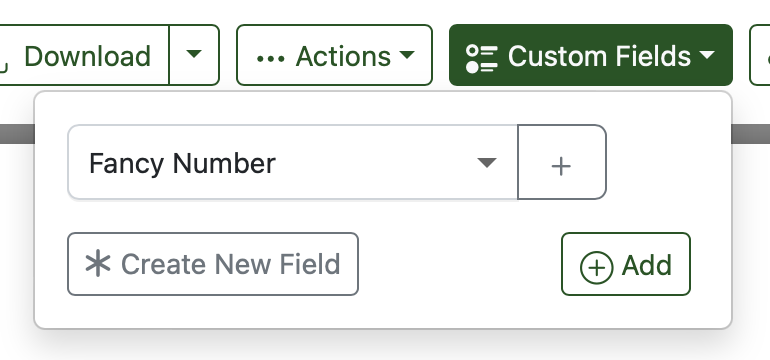 Download
Actions
Custom Fields
Fancy Number
Create New Field
Add